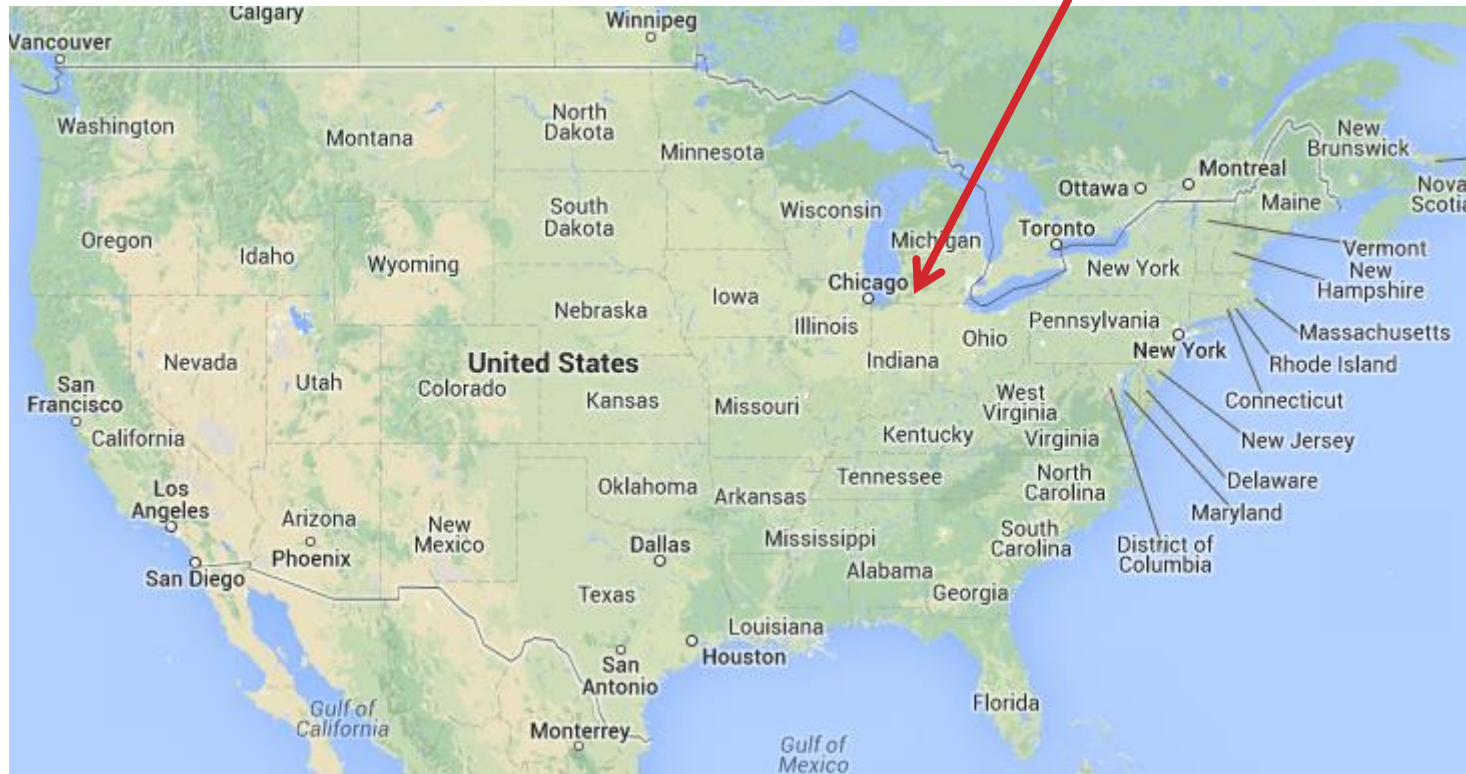 Calgary
Winnipeg
Vancouver
Washington
Montana
North
Dakota
Minnesota
New
Brunswick
Montreal
Ottawa
Nova
Scotia
Maine
South
Dakota
Wisconsin
Michigan
Toronto
Oregon
Idaho
Wyoming
Vermont
New
Hampshire
New York
Chicago
Iowa
Nebraska
Illinois
Ohio
Pennsylvania
Massachusetts
Nevada
Utah
United States
Colorado
Indiana
New York
Rhode Island
San
Francisco
Kansas
Missouri
West
Virginia
Connecticut
California
Kentucky
Virginia
New Jersey
Los
Angeles
Arizona
Phoenix
New
Mexico
Oklahoma
Arkansas
Tennessee
North
Carolina
Delaware
Maryland
San Diego
Dallas
Mississippi
Alabama
South
Carolina
District of
Columbia
Texas
Georgia
Louisiana
Houston
San
Antonio
Florida
Gulf of
California
Monterrey
Gulf of
Mexico